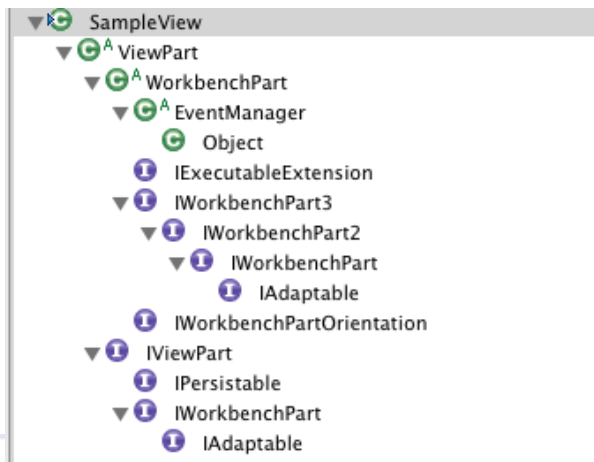 SampleView
A ViewPart
A WorkbenchPart
A EventManager
Object
IExecutableExtension
IWorkbenchPart3
IWorkbenchPart2
IWorkbenchPart
IAdaptable
IWorkbenchPartOrientation
IViewPart
IPersistable
IWorkbenchPart
IAdaptable